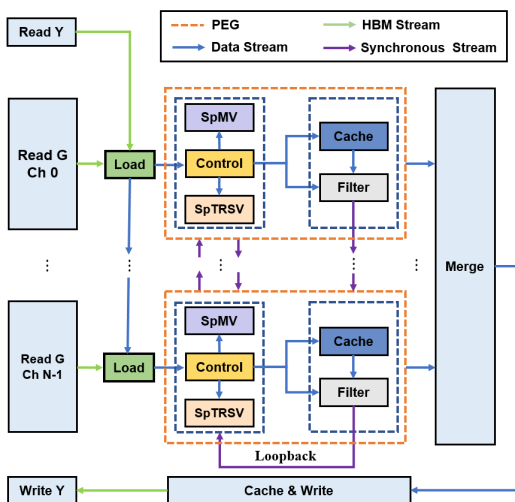 PEG
HBM Stream
Data Stream
Synchronous Stream
Read Y
Read G
Ch 0
Load
SpMV
Control
SpTRSV
Cache
Filter
Merge
...
...
...
...
Read G
Ch N-1
Load
SpMV
Control
SpTRSV
Cache
Filter
Loopback
Write Y
Cache & Write